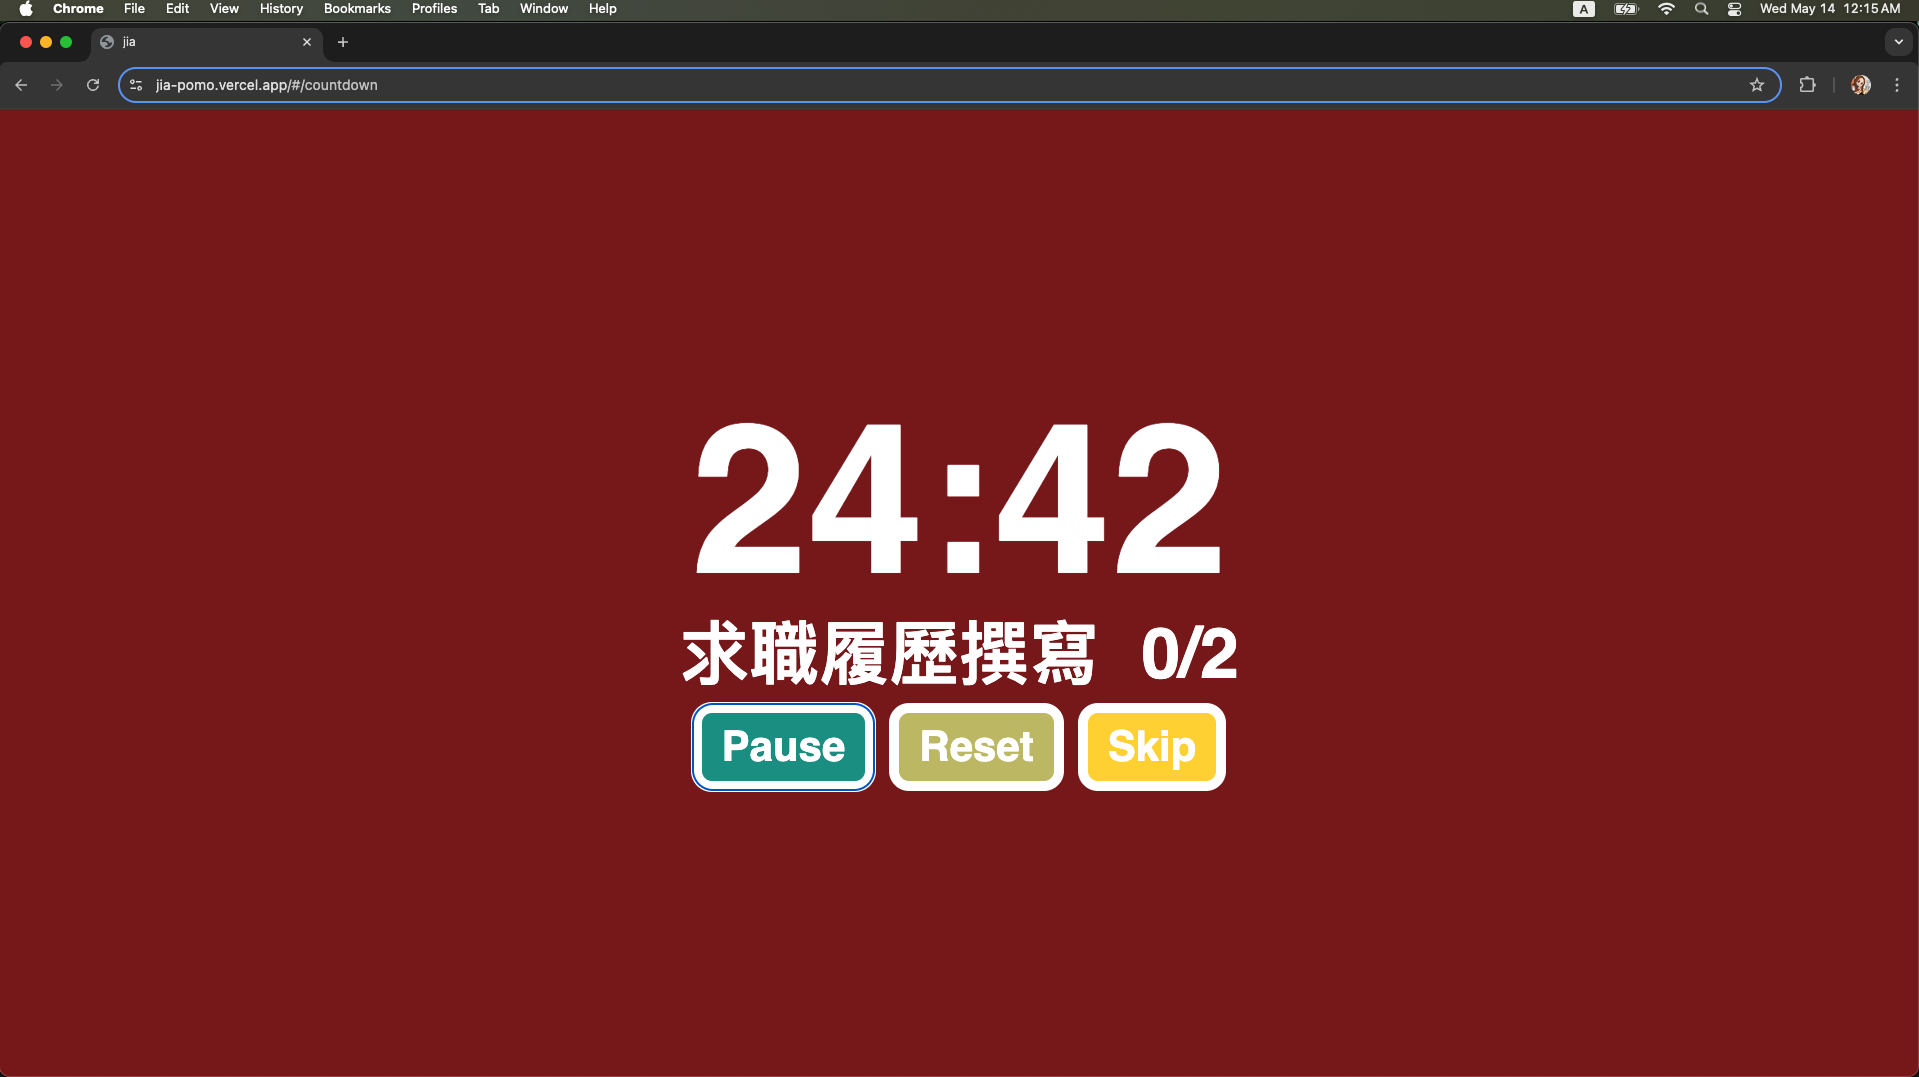 Chrome File Edit View History Bookmarks Profiles Tab Window Help A Wed May 14 12:15 AM
jia
jia-pomo.vercel.app/#/countdown
24:42
求職履歷撰寫 0/2
Pause Reset Skip